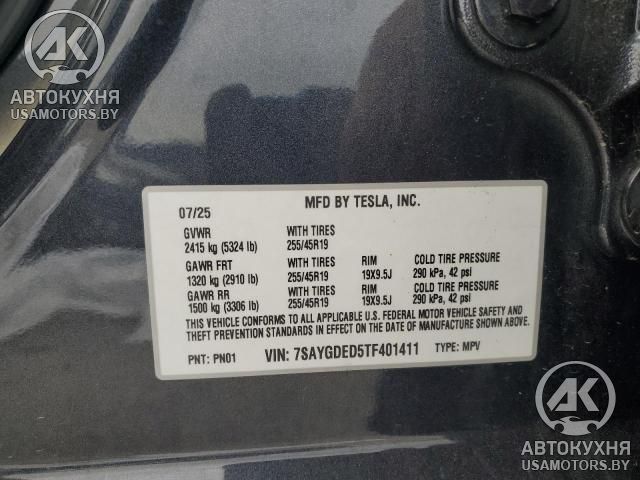 АВТОКУХНЯ
USAMOTORS.BY
07/25 MFD BY TESLA, INC.
GVWR WITH TIRES
2415 kg (5324 lb) 255/45R19
GAWR FRT WITH TIRES RIM COLD TIRE PRESSURE
1320 kg (2910 lb) 255/45R19 19X9.5J 290 kPa, 42 psi
GAWR RR WITH TIRES RIM COLD TIRE PRESSURE
1500 kg (3306 lb) 255/45R19 19X9.5J 290 kPa, 42 psi
THIS VEHICLE CONFORMS TO ALL APPLICABLE U.S. FEDERAL MOTOR VEHICLE SAFETY AND
THEFT PREVENTION STANDARDS IN EFFECT ON THE DATE OF MANUFACTURE SHOWN ABOVE.
PNT: PN01 VIN: 7SAYGDED5TF401411 TYPE: MPV
АВТОКУХНЯ
USAMOTORS.BY